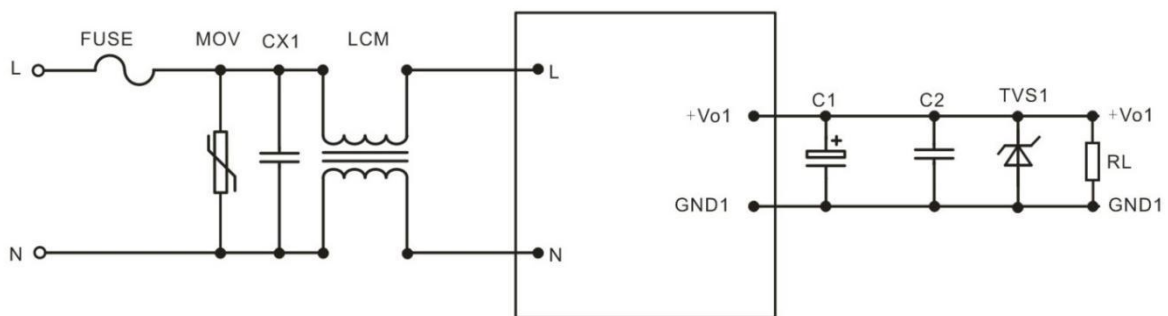 FUSE
MOV
CX1
LCM
L
L
+Vo1
C1
C2
TVS1
+Vo1
+
RL
GND1
GND1
N
N